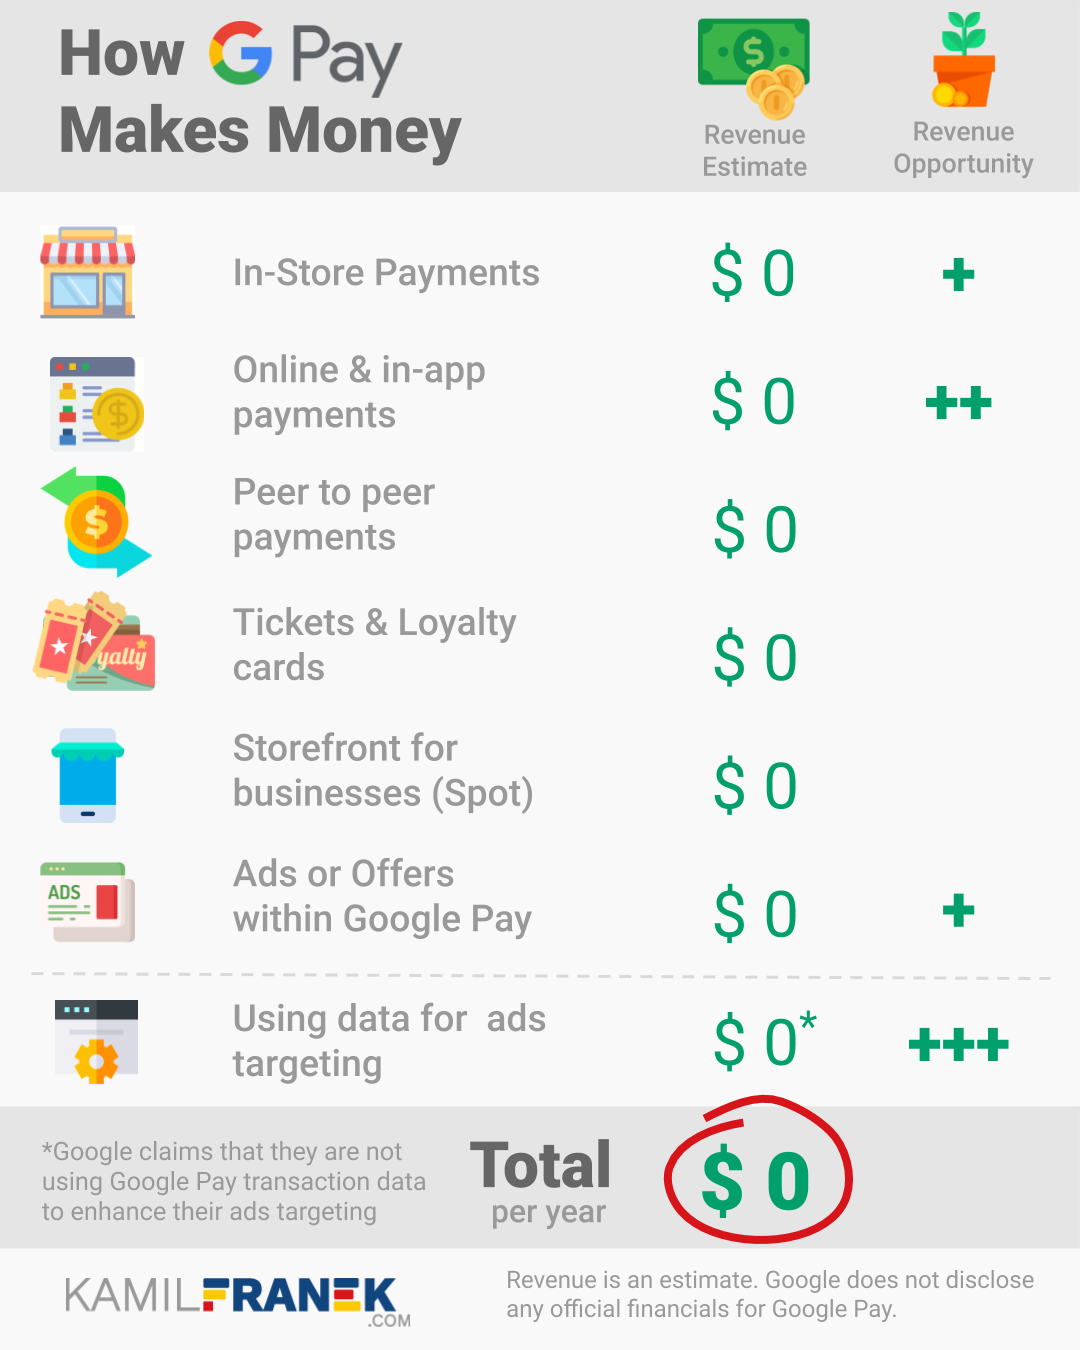 How G Pay
Makes Money
Revenue
Estimate
Revenue
Opportunity
In-Store Payments
$ 0
+
Online & in-app
payments
$ 0
++
Peer to peer
payments
$ 0
Tickets & Loyalty
cards
yalty
$ 0
Storefront for
businesses (Spot)
$ 0
ADS
Ads or Offers
within Google Pay
$ 0
+
Using data for ads
targeting
$ 0*
+++
*Google claims that they are not
using Google Pay transaction data
to enhance their ads targeting
Total
per year
$ 0
KAMILFRANEK
.COM
Revenue is an estimate. Google does not disclose
any official financials for Google Pay.